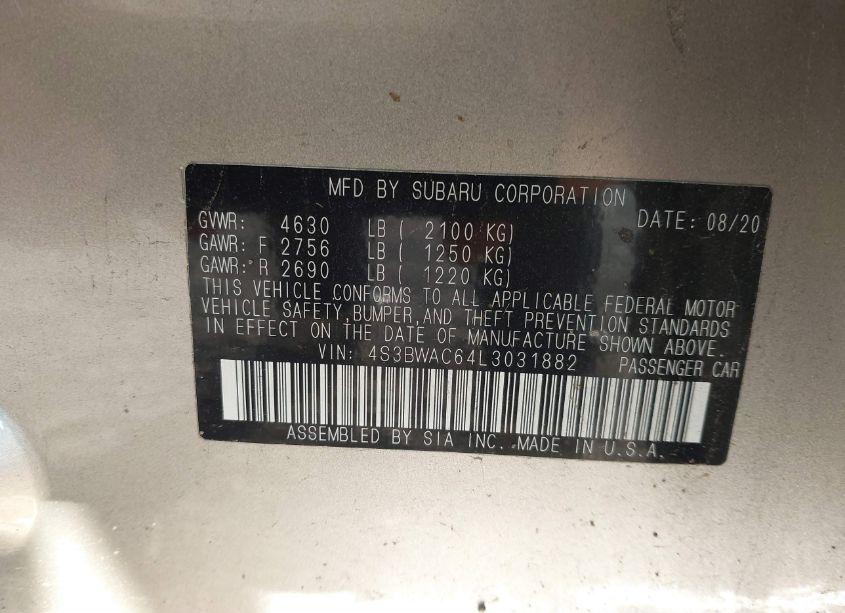 MFD BY SUBARU CORPORATION
DATE: 08/20
GVWR: 4630 LB ( 2100 KG)
GAWR: F 2756 LB ( 1250 KG)
GAWR: R 2690 LB ( 1220 KG)
THIS VEHICLE CONFORMS TO ALL APPLICABLE FEDERAL MOTOR
VEHICLE SAFETY, BUMPER, AND THEFT PREVENTION STANDARDS
IN EFFECT ON THE DATE OF MANUFACTURE SHOWN ABOVE.
VIN: 4S3BWAC64L3031882 PASSENGER CAR
ASSEMBLED BY SIA INC. MADE IN U.S.A.